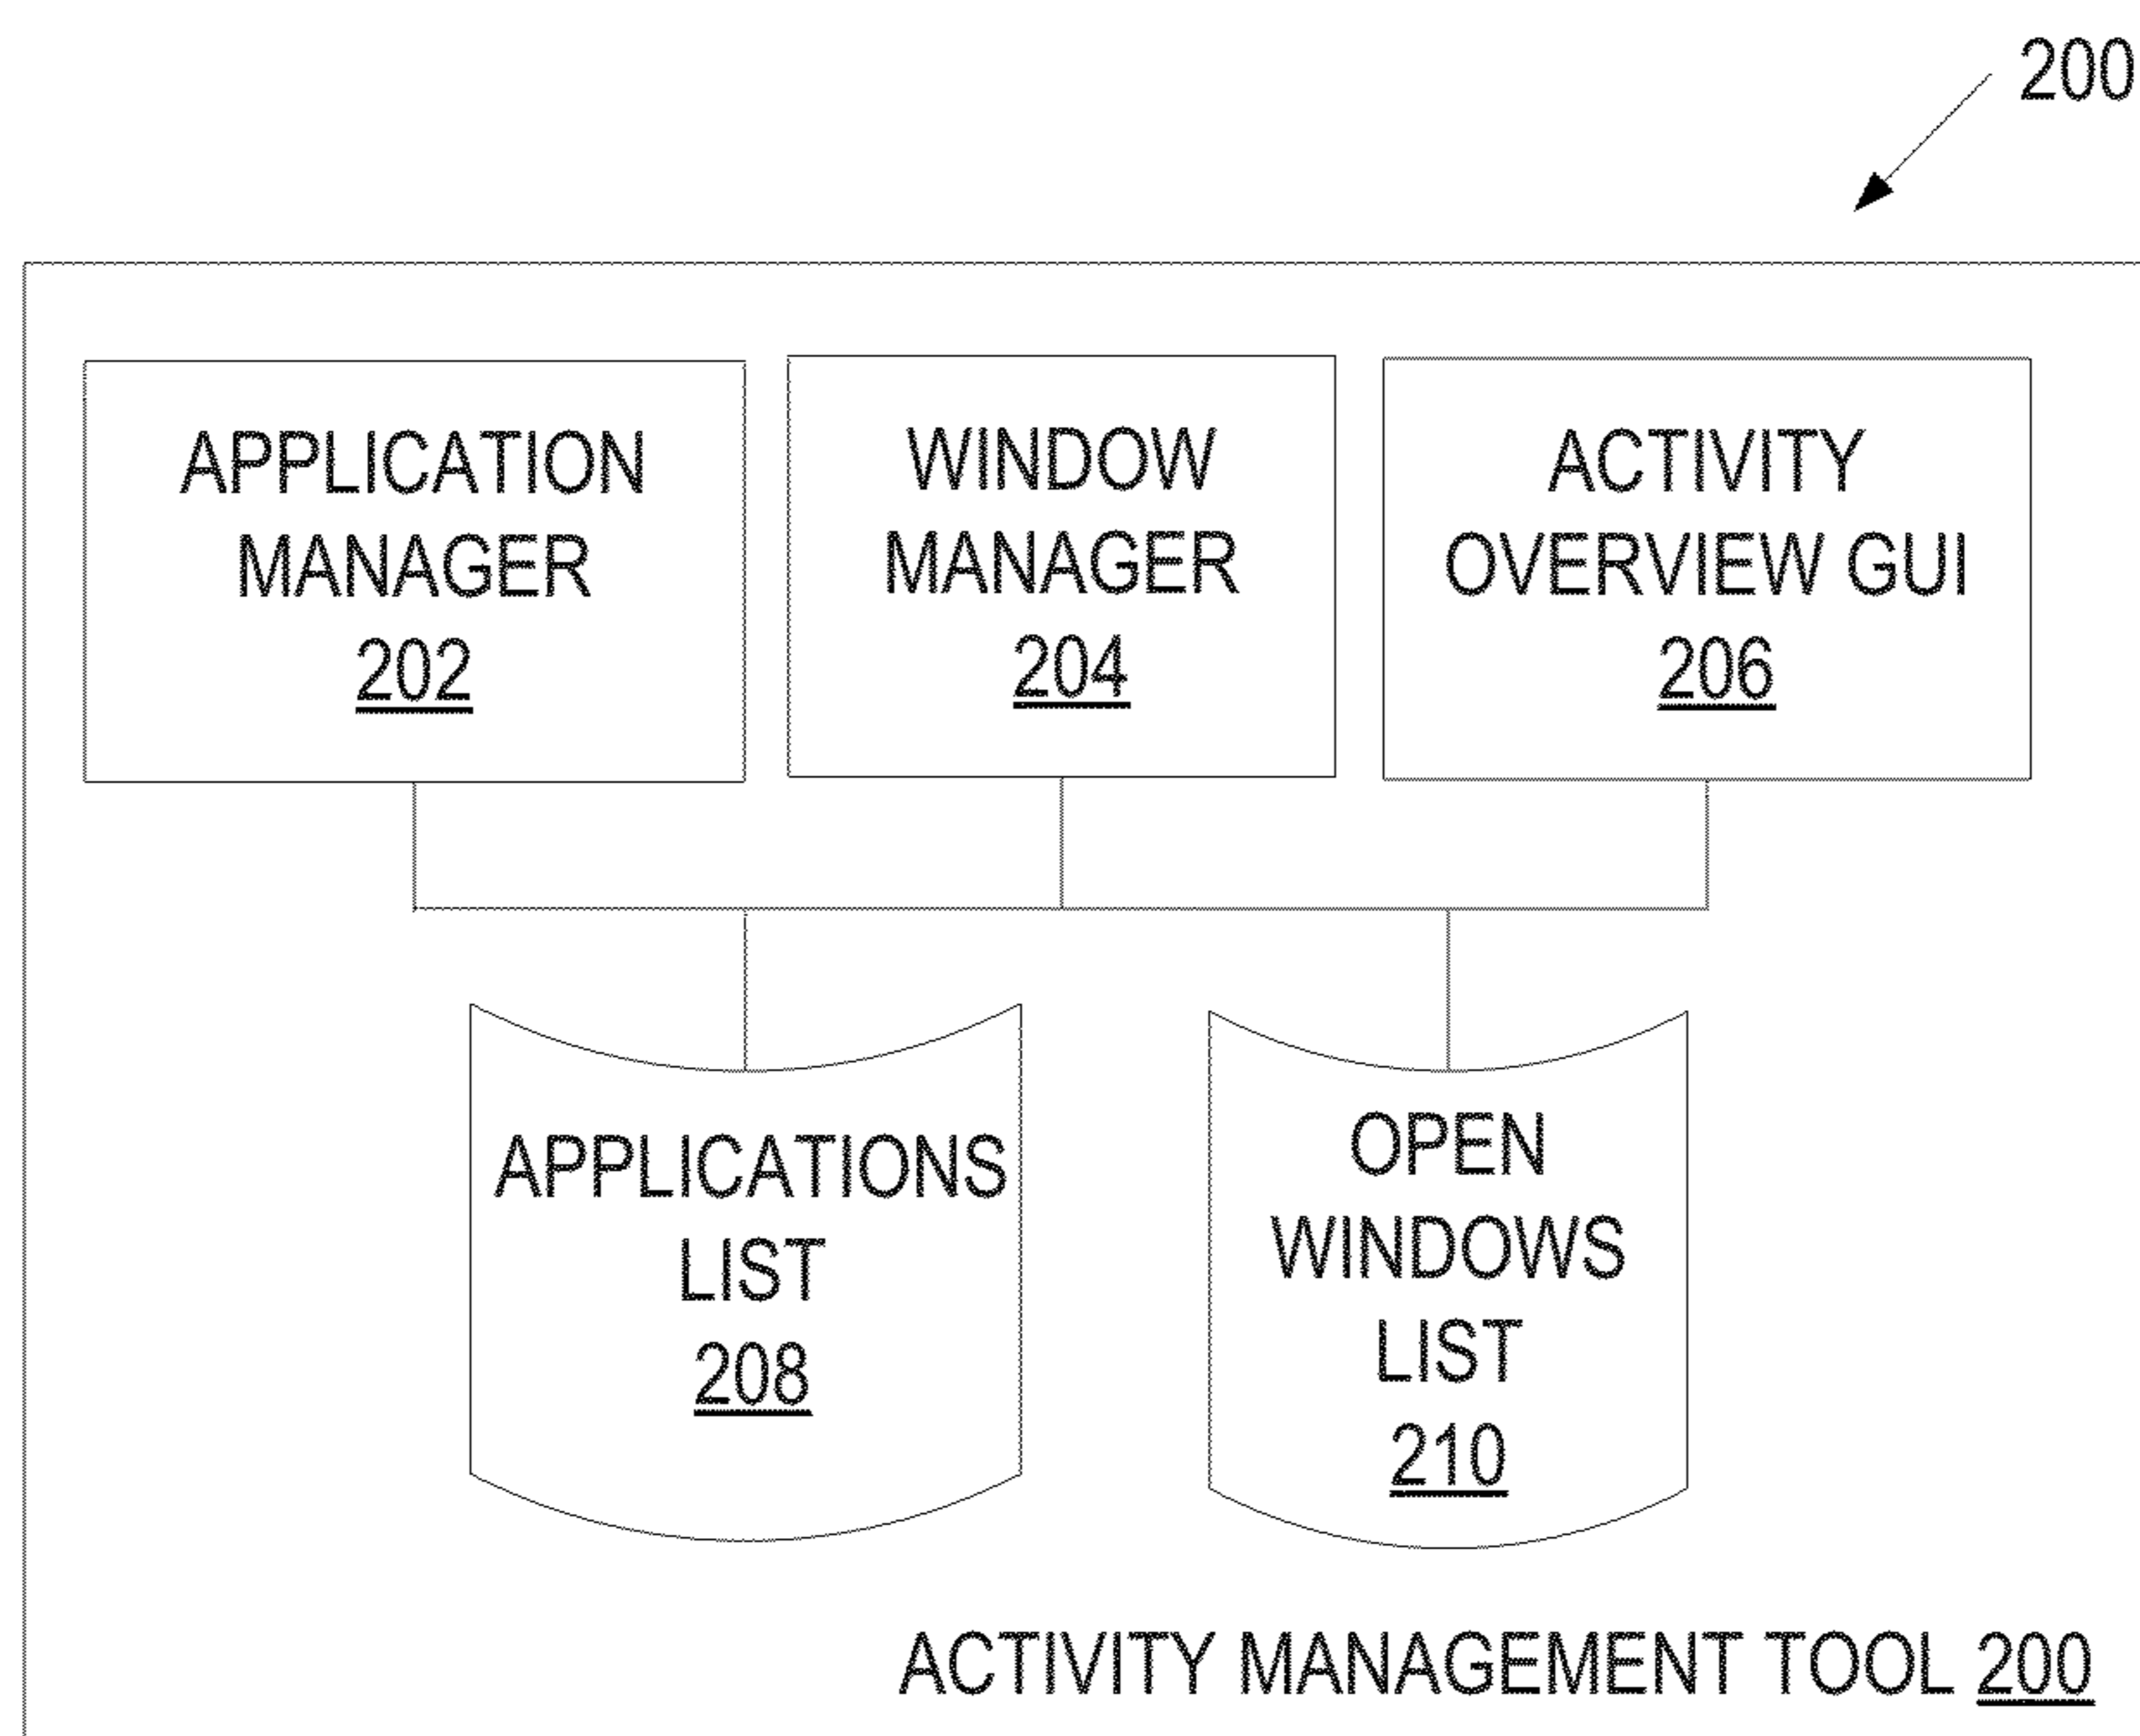 200
APPLICATION
MANAGER
202
WINDOW
MANAGER
204
ACTIVITY
OVERVIEW GUI
206
APPLICATIONS
LIST
208
OPEN
WINDOWS
LIST
210
ACTIVITY MANAGEMENT TOOL 200